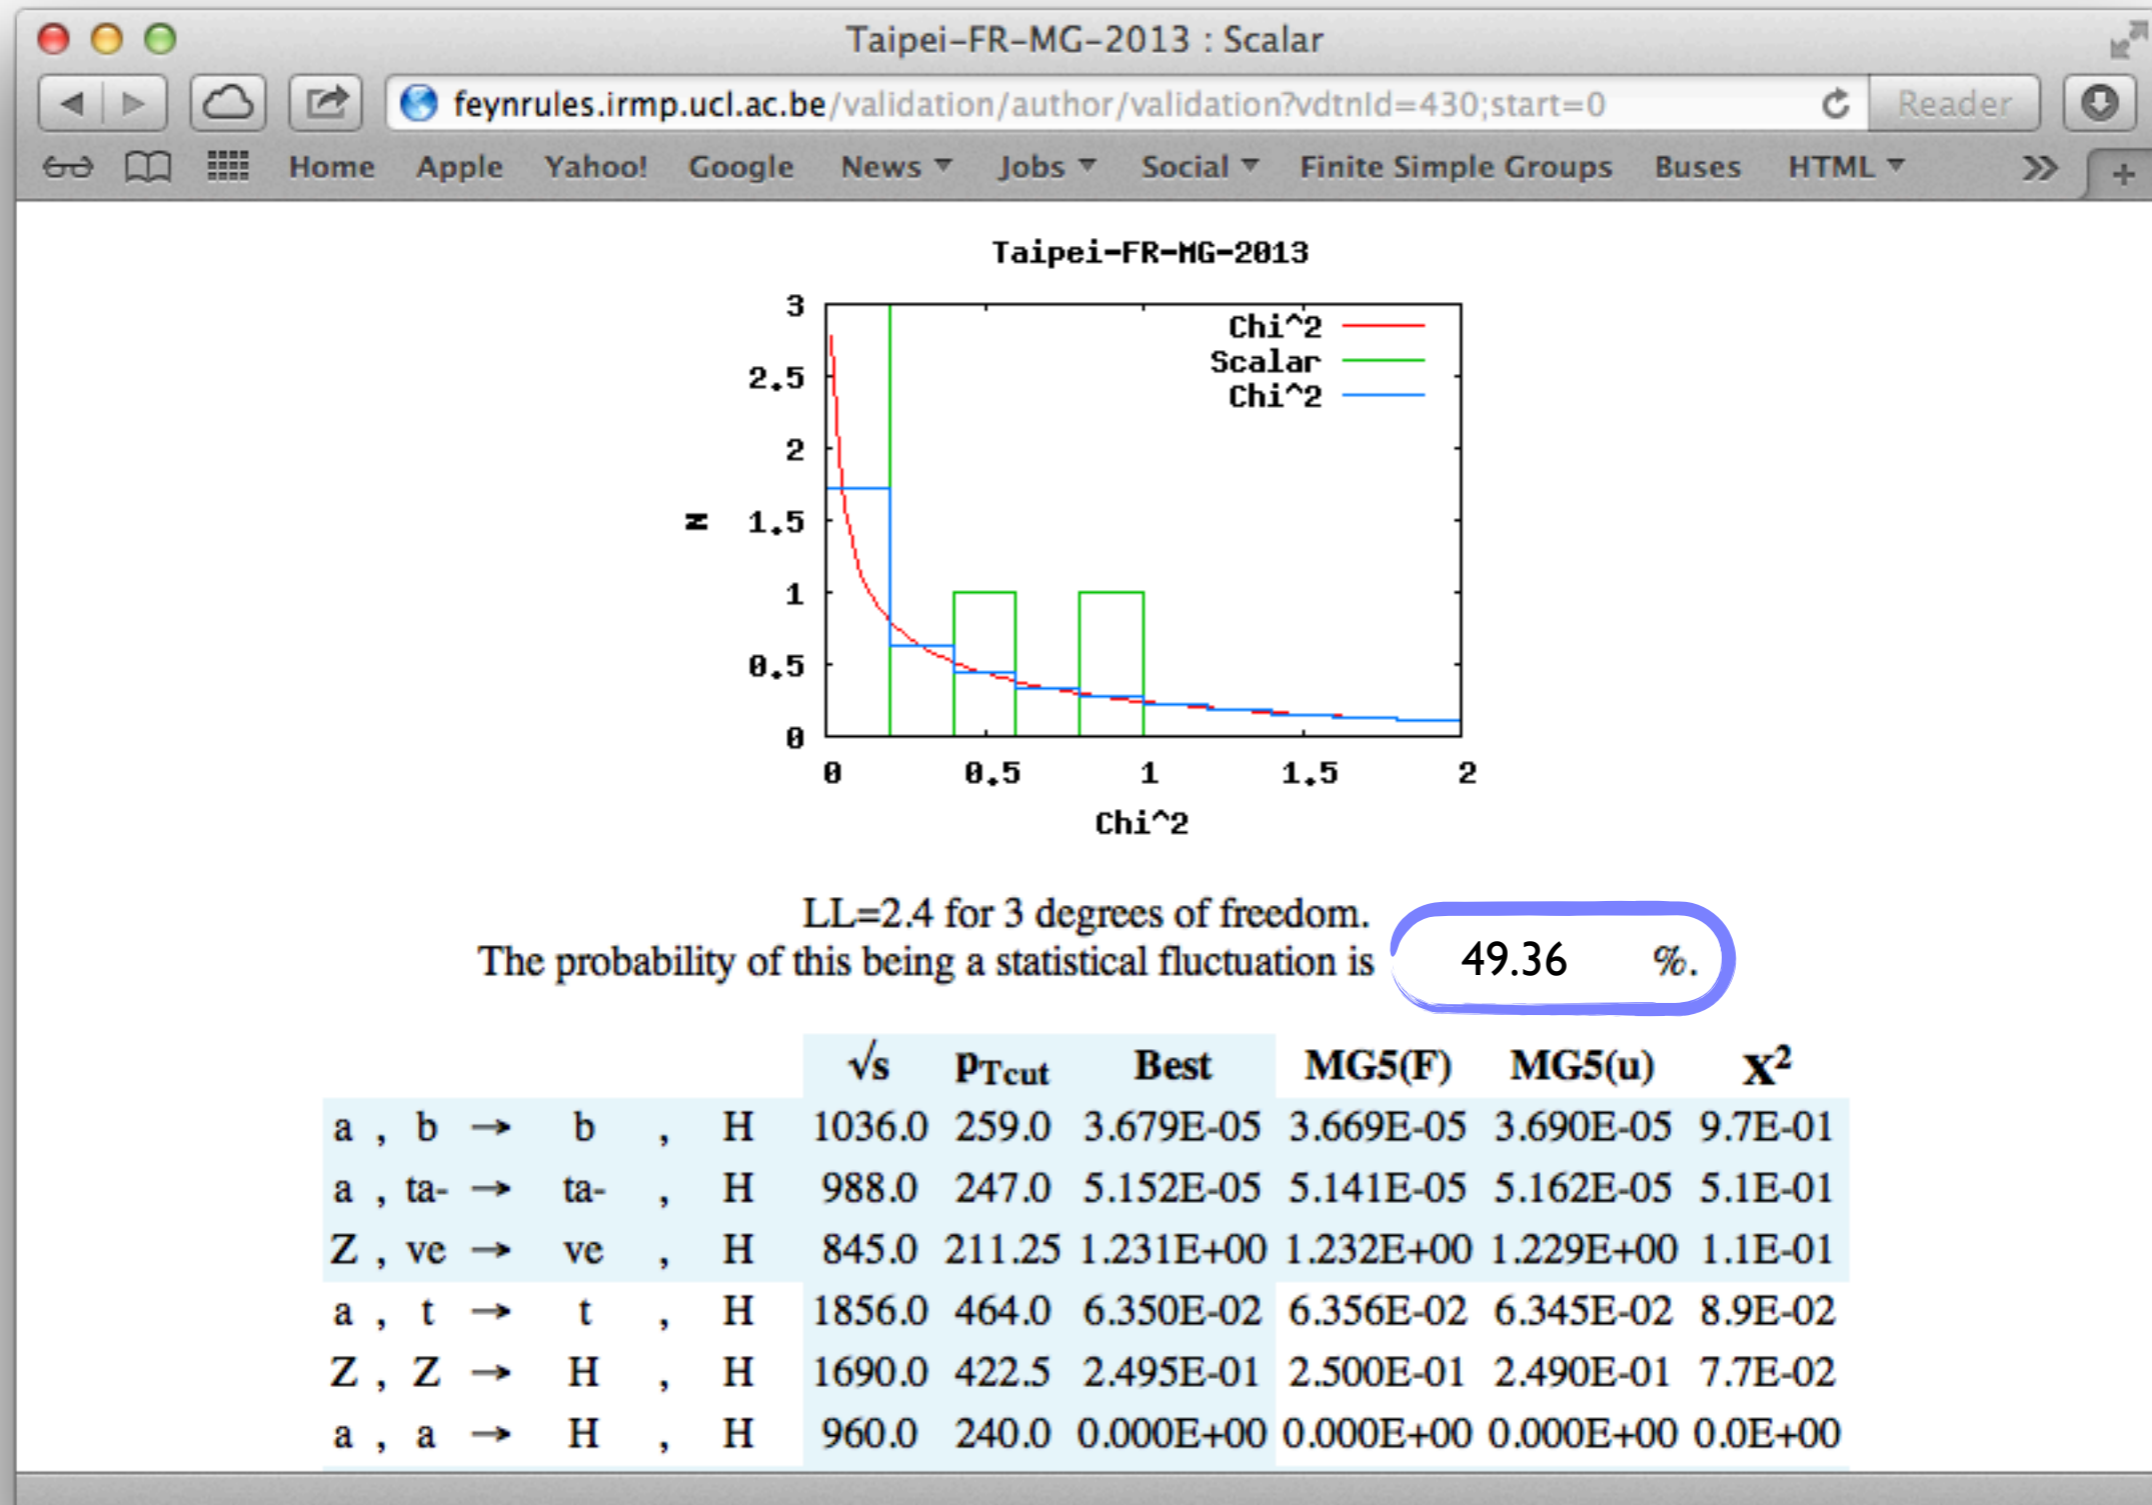 Taipei-FR-MG-2013 : Scalar
feynrules.irmp.ucl.ac.be/validation/author/validation?vdtnId=430;start=0 Reader
Home Apple Yahoo! Google News Jobs Social Finite Simple Groups Buses HTML
Taipei-FR-MG-2013
3
2.5
2
1.5
1
0.5
0
N
Chi^2
Scalar
Chi^2
0 0.5 1 1.5 2
Chi^2
LL=2.4 for 3 degrees of freedom.
The probability of this being a statistical fluctuation is 49.36 %.
√s pTcut Best MG5(F) MG5(u) X²
a , b → b , H 1036.0 259.0 3.679E-05 3.669E-05 3.690E-05 9.7E-01
a , ta- → ta- , H 988.0 247.0 5.152E-05 5.141E-05 5.162E-05 5.1E-01
Z , ve → ve , H 845.0 211.25 1.231E+00 1.232E+00 1.229E+00 1.1E-01
a , t → t , H 1856.0 464.0 6.350E-02 6.356E-02 6.345E-02 8.9E-02
Z , Z → H , H 1690.0 422.5 2.495E-01 2.500E-01 2.490E-01 7.7E-02
a , a → H , H 960.0 240.0 0.000E+00 0.000E+00 0.000E+00 0.0E+00